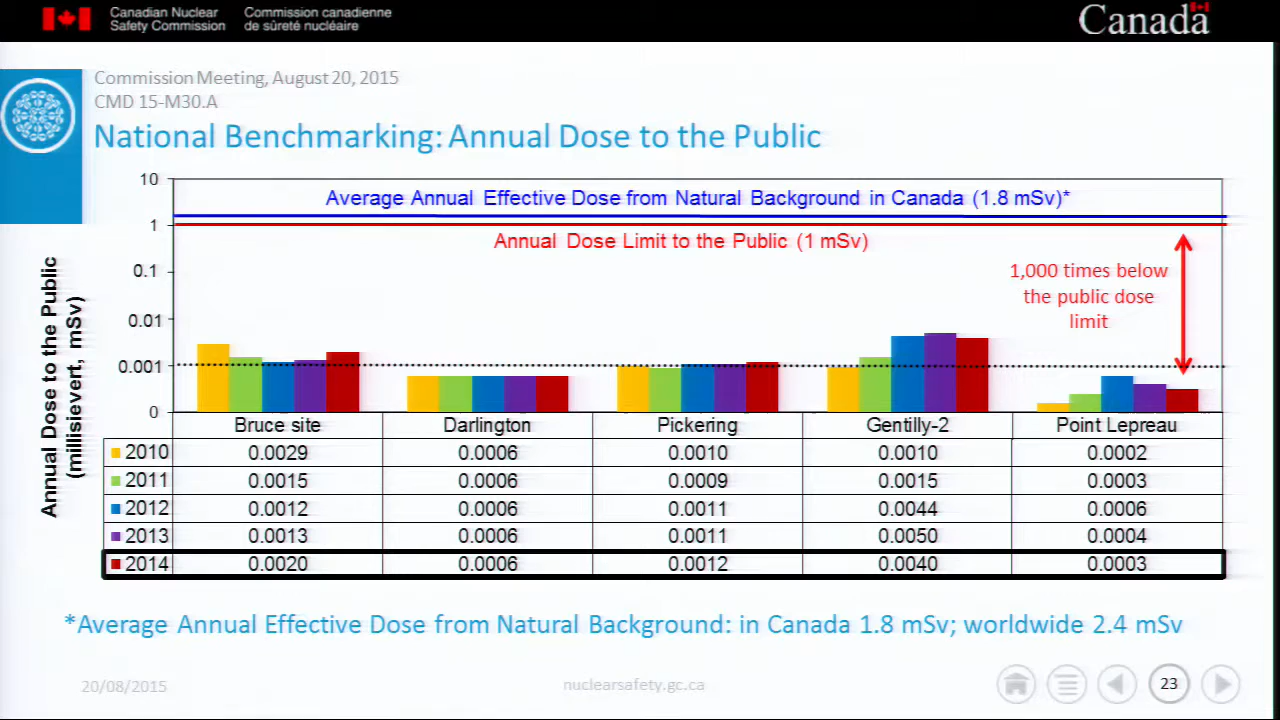 Canadian Nuclear Safety Commission
Commission canadienne de sûreté nucléaire
Canada
Commission Meeting, August 20, 2015
CMD 15-M30.A
National Benchmarking: Annual Dose to the Public
Annual Dose to the Public
(millisievert, mSv)
10
1
0.1
0.01
0.001
0
Average Annual Effective Dose from Natural Background in Canada (1.8 mSv)*
Annual Dose Limit to the Public (1 mSv)
1,000 times below
the public dose
limit
Bruce site Darlington Pickering Gentilly-2 Point Lepreau
2010 0.0029 0.0006 0.0010 0.0010 0.0002
2011 0.0015 0.0006 0.0009 0.0015 0.0003
2012 0.0012 0.0006 0.0011 0.0044 0.0006
2013 0.0013 0.0006 0.0011 0.0050 0.0004
2014 0.0020 0.0006 0.0012 0.0040 0.0003
*Average Annual Effective Dose from Natural Background: in Canada 1.8 mSv; worldwide 2.4 mSv
20/08/2015
nuclearsafety.gc.ca
23